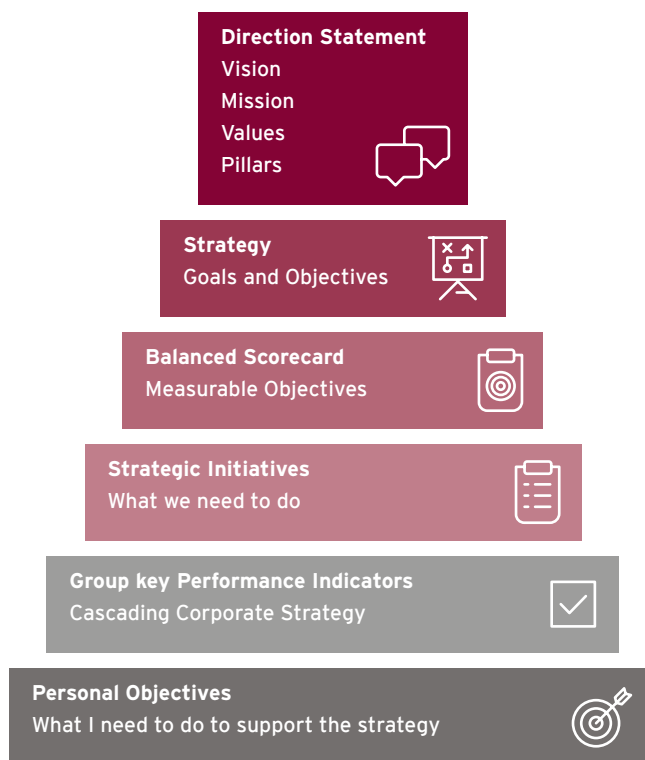 Direction Statement
Vision
Mission
Values
Pillars
Strategy
Goals and Objectives
Balanced Scorecard
Measurable Objectives
Strategic Initiatives
What we need to do
Group key Performance Indicators
Cascading Corporate Strategy
Personal Objectives
What I need to do to support the strategy